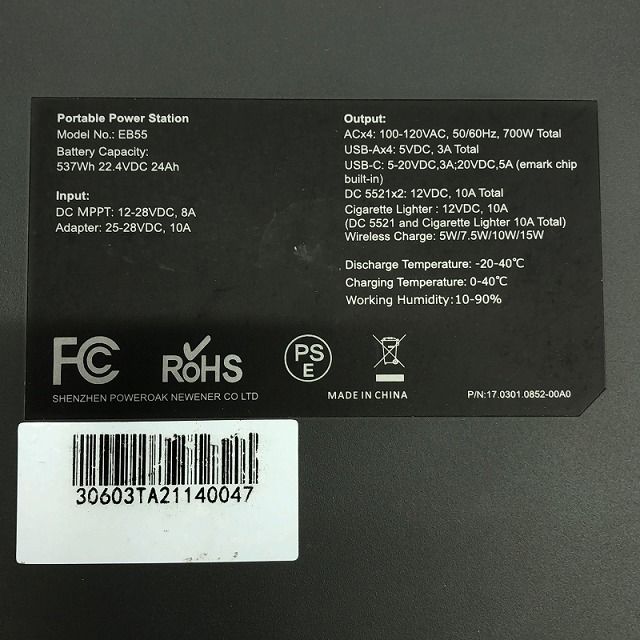 Portable Power Station
Model No.: EB55
Battery Capacity:
537Wh 22.4VDC 24Ah
Input:
DC MPPT: 12-28VDC, 8A
Adapter: 25-28VDC, 10A
Output:
ACx4: 100-120VAC, 50/60Hz, 700W Total
USB-Ax4: 5VDC, 3A Total
USB-C: 5-20VDC,3A;20VDC,5A (emark chip
built-in)
DC 5521x2: 12VDC, 10A Total
Cigarette Lighter : 12VDC, 10A
(DC 5521 and Cigarette Lighter 10A Total)
Wireless Charge: 5W/7.5W/10W/15W
Discharge Temperature: -20-40℃
Charging Temperature: 0-40℃
Working Humidity:10-90%
FC
RoHS
PS
E
SHENZHEN POWEROAK NEWENER CO LTD
MADE IN CHINA
P/N:17.0301.0852-00A0
30603TA21140047